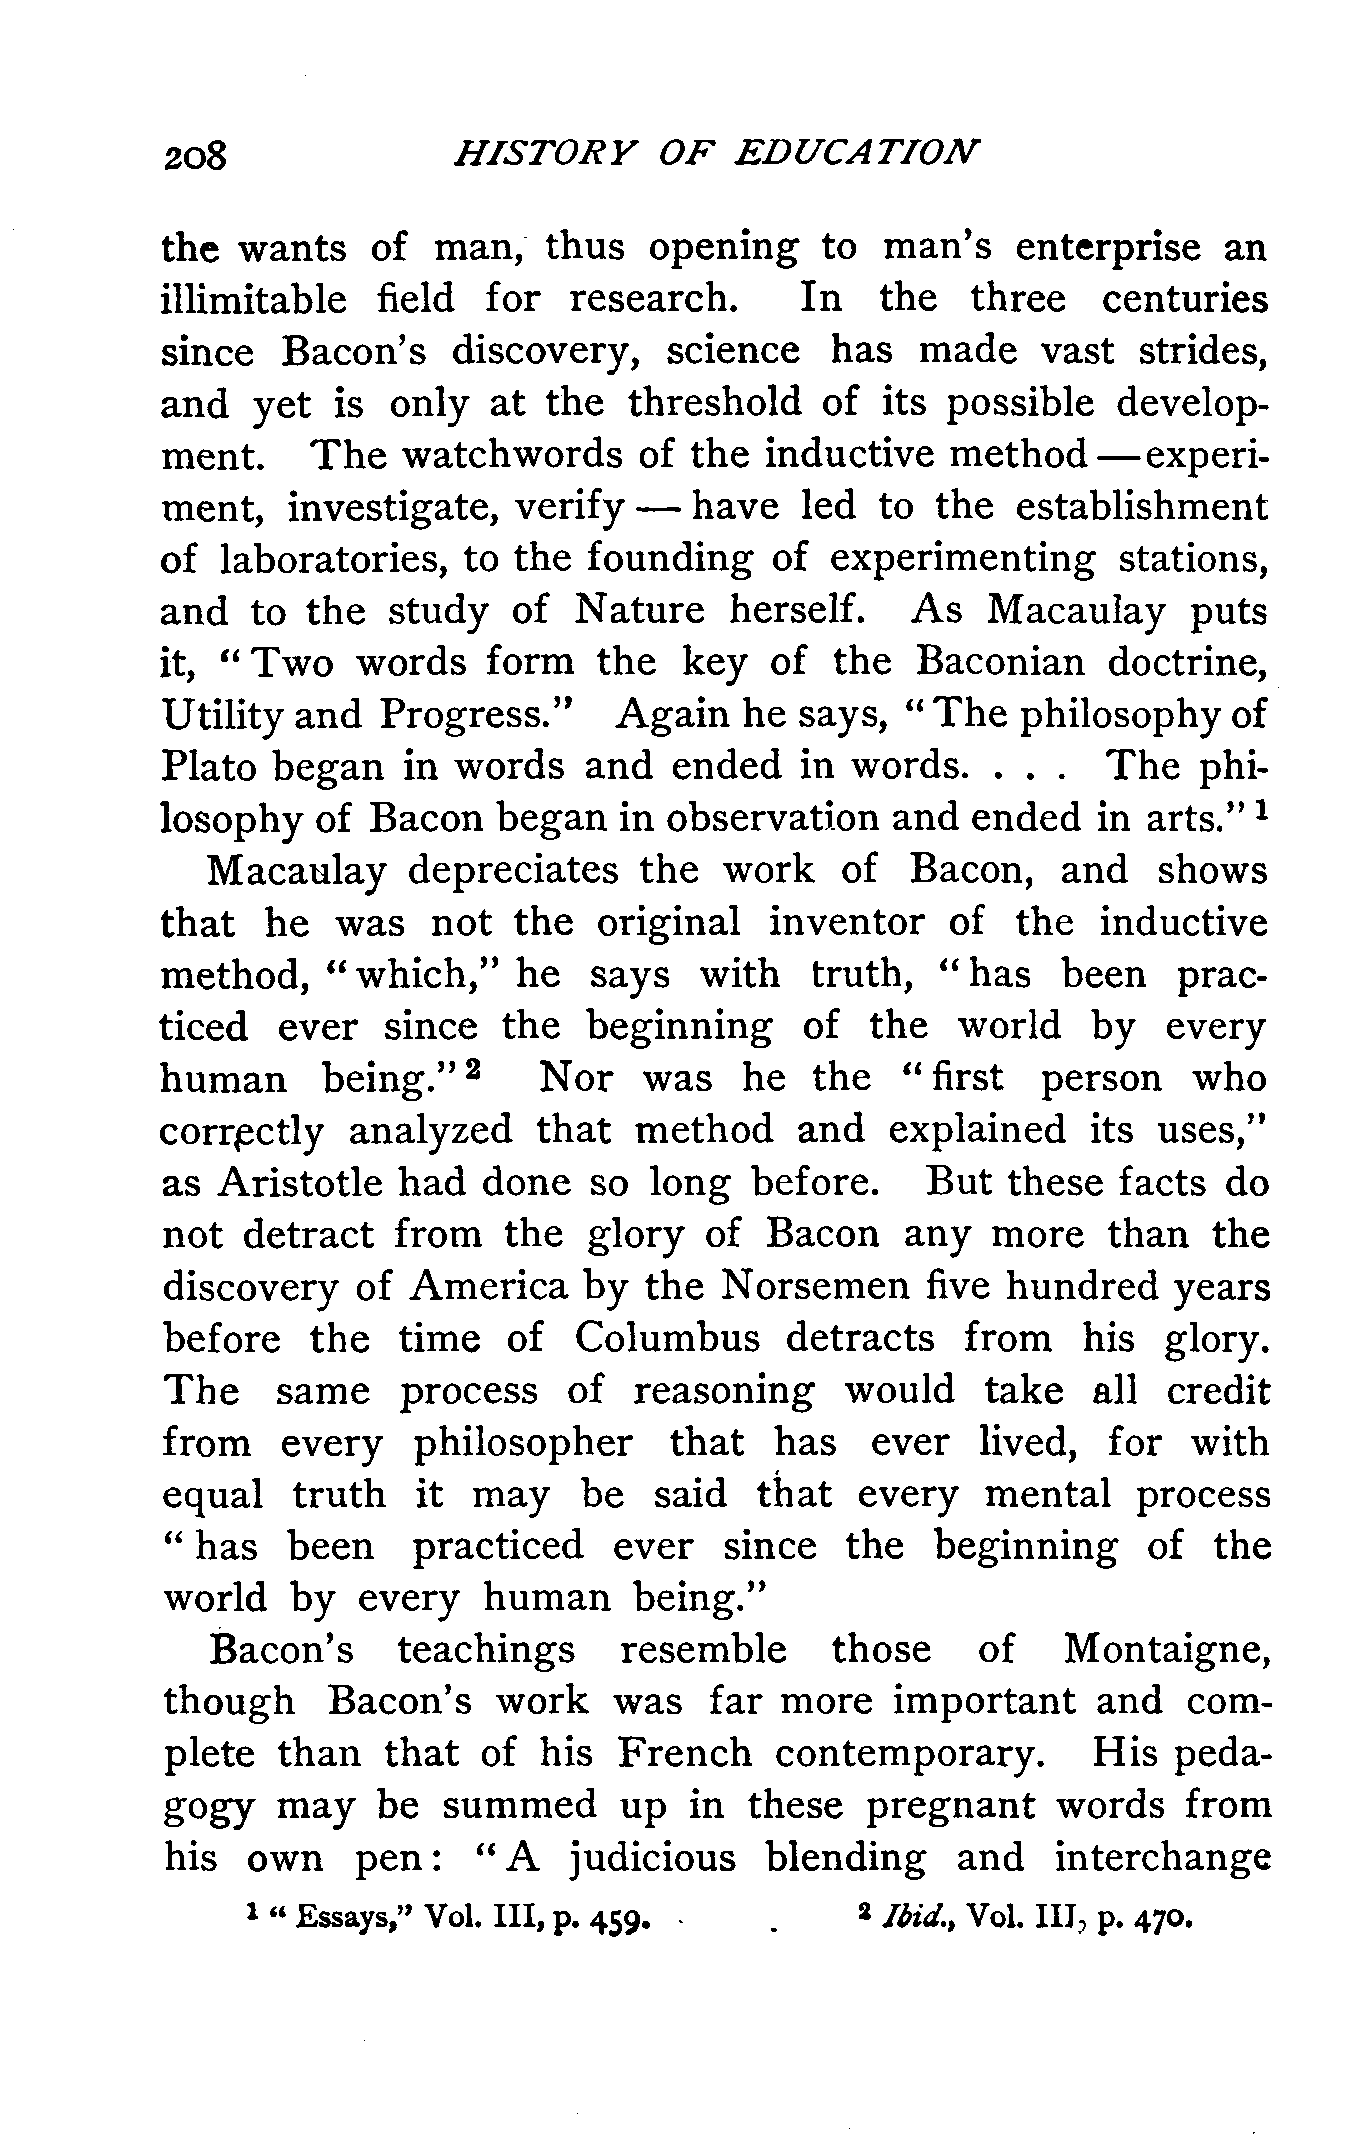 208 HISTORY OF EDUCATION
the wants of man, thus opening to man's enterprise an
illimitable field for research. In the three centuries
since Bacon's discovery, science has made vast strides,
and yet is only at the threshold of its possible develop-
ment. The watchwords of the inductive method — experi-
ment, investigate, verify — have led to the establishment
of laboratories, to the founding of experimenting stations,
and to the study of Nature herself. As Macaulay puts
it, “Two words form the key of the Baconian doctrine,
Utility and Progress.” Again he says, “The philosophy of
Plato began in words and ended in words. . . . The phi-
losophy of Bacon began in observation and ended in arts.” 1
Macaulay depreciates the work of Bacon, and shows
that he was not the original inventor of the inductive
method, “which,” he says with truth, “has been prac-
ticed ever since the beginning of the world by every
human being.” 2 Nor was he the “first person who
correctly analyzed that method and explained its uses,”
as Aristotle had done so long before. But these facts do
not detract from the glory of Bacon any more than the
discovery of America by the Norsemen five hundred years
before the time of Columbus detracts from his glory.
The same process of reasoning would take all credit
from every philosopher that has ever lived, for with
equal truth it may be said that every mental process
“has been practiced ever since the beginning of the
world by every human being.”
Bacon's teachings resemble those of Montaigne,
though Bacon's work was far more important and com-
plete than that of his French contemporary. His peda-
gogy may be summed up in these pregnant words from
his own pen: “A judicious blending and interchange
1 “Essays,” Vol. III, p. 459. 2 Ibid., Vol. III, p. 470.